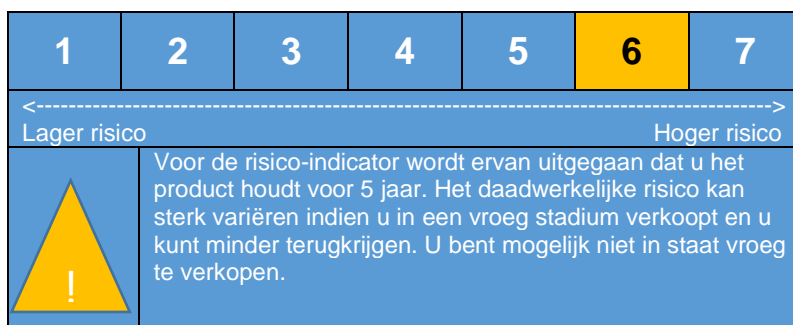 1 2 3 4 5 6 7
<-------------------------------------------------------------------------------------------->
Lager risico Hoger risico
Voor de risico-indicator wordt ervan uitgegaan dat u het
product houdt voor 5 jaar. Het daadwerkelijke risico kan
sterk variëren indien u in een vroeg stadium verkoopt en u
kunt minder terugkrijgen. U bent mogelijk niet in staat vroeg
te verkopen.
!